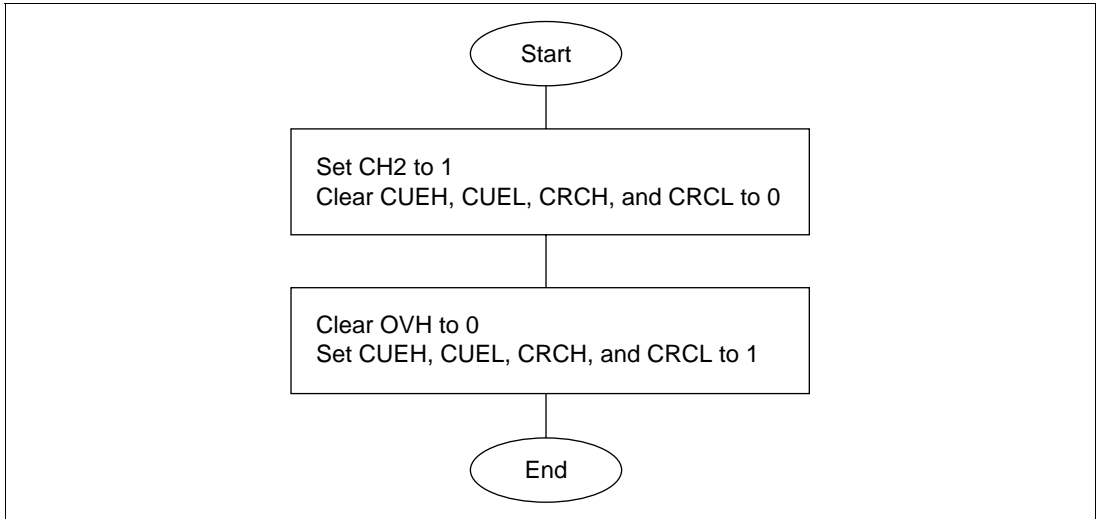 Start
Set CH2 to 1
Clear CUEH, CUEL, CRCH, and CRCL to 0
Clear OVH to 0
Set CUEH, CUEL, CRCH, and CRCL to 1
End